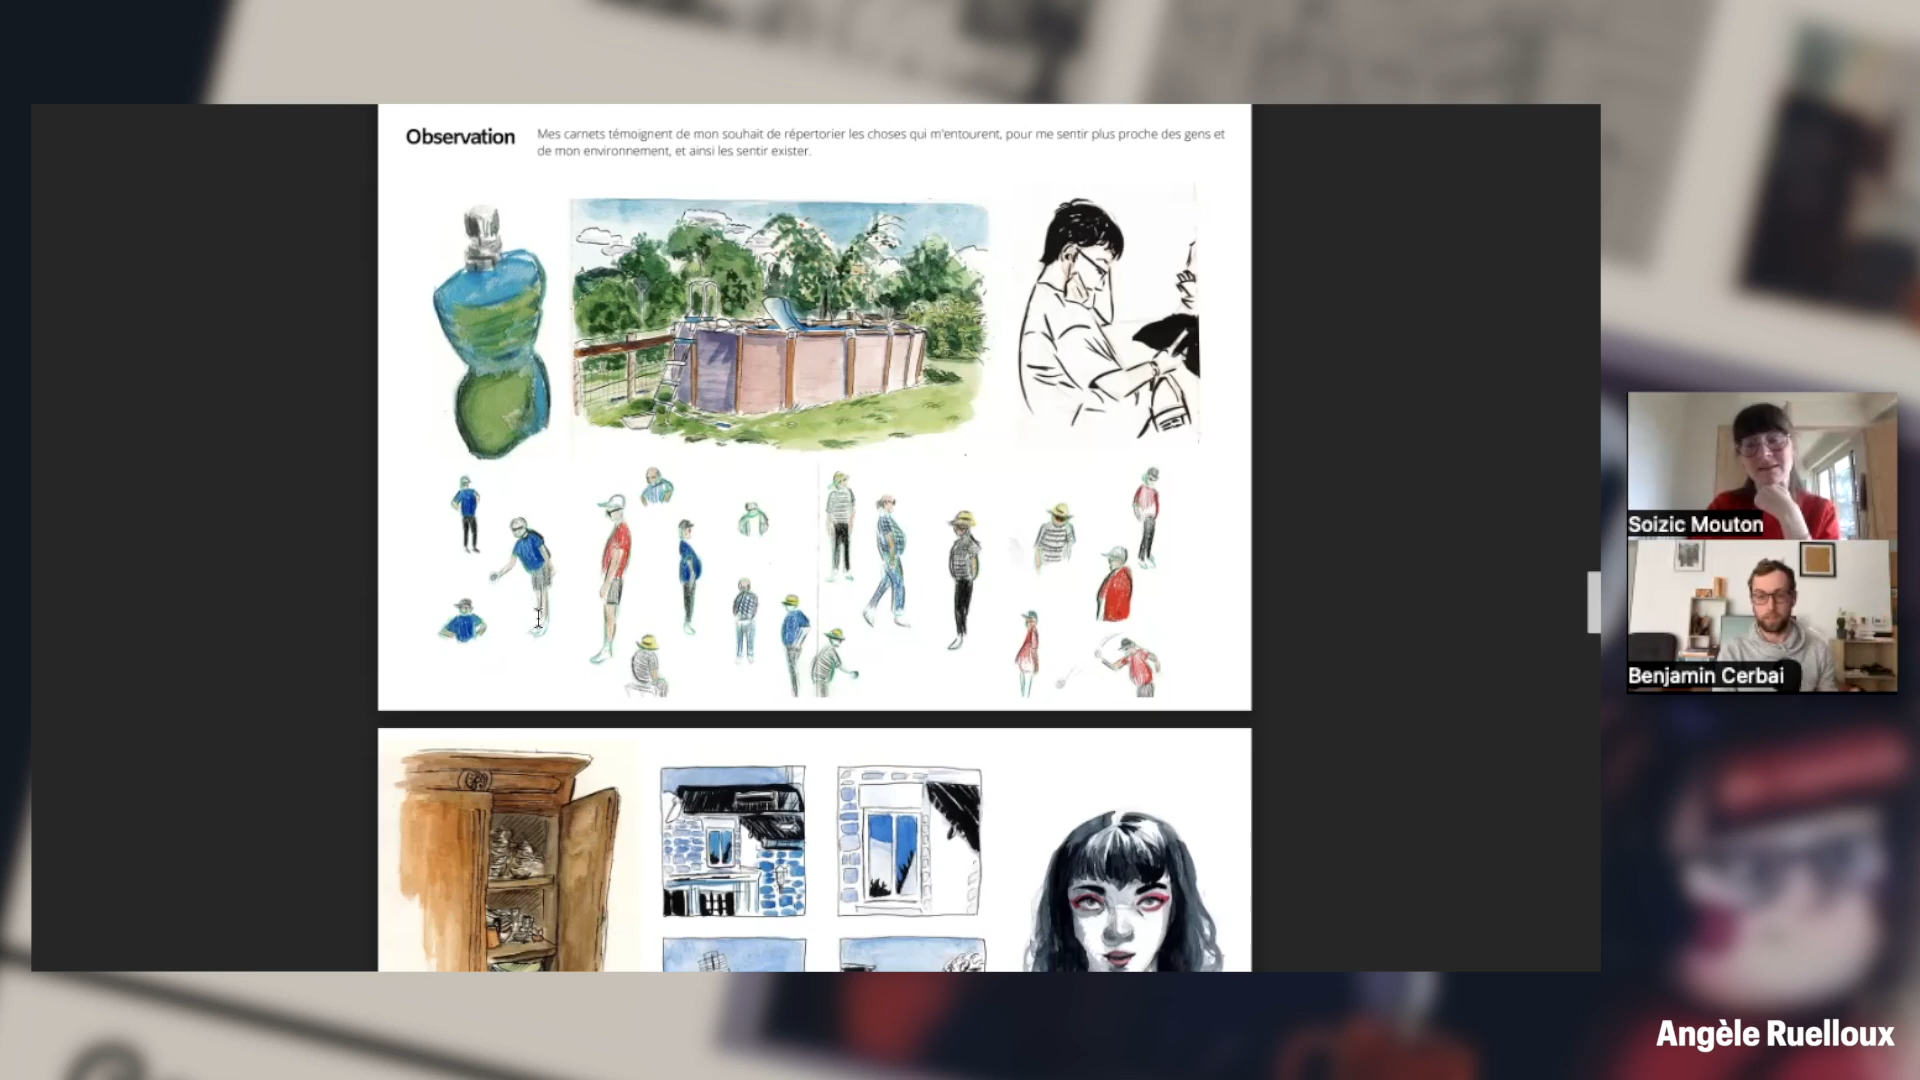 Observation
Mes carnets témoignent de mon souhait de répertorier les choses qui m'entourent, pour me sentir plus proche des gens et
de mon environnement, et ainsi les sentir exister.
Soizic Mouton
Benjamin Cerbai
Angèle Ruelloux